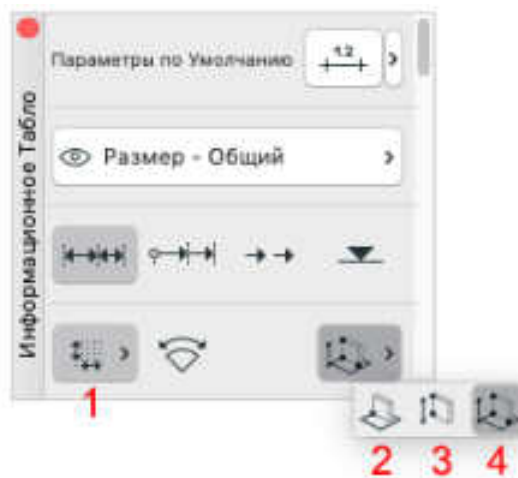 Параметры по Умолчанию
1.2
Информационное Табло
Размер - Общий
1
2 3 4